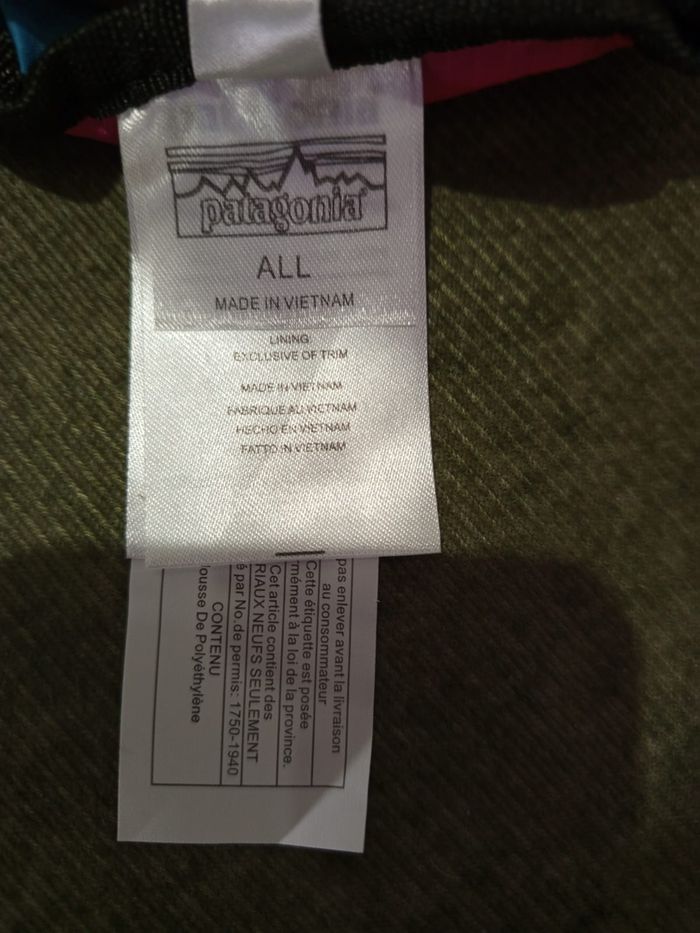 patagonia®
ALL
MADE IN VIETNAM
LINING:
EXCLUSIVE OF TRIM
MADE IN VIETNAM
FABRIQUE AU VICTNAM
HECHO EN VIETNAM
FATTO IN VIETNAM
pas enlever avant la livraison
au consommateur
Cette étiquette est posée
mément à la loi de la province.
Cet article contient des
RIAUX NEUFS SEULEMENT
é par No.de permis: 1750-1940
CONTENU
ousse De Polyéthylène